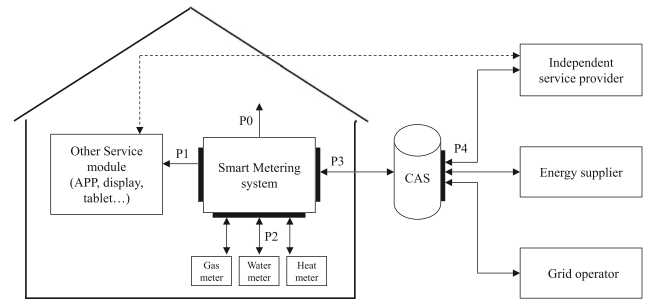 Independent
service provider
P0
Other Service
module
(APP, display,
tablet…)
P1
Smart Metering
system
P3
CAS
P4
Energy supplier
P2
Gas
meter
Water
meter
Heat
meter
Grid operator